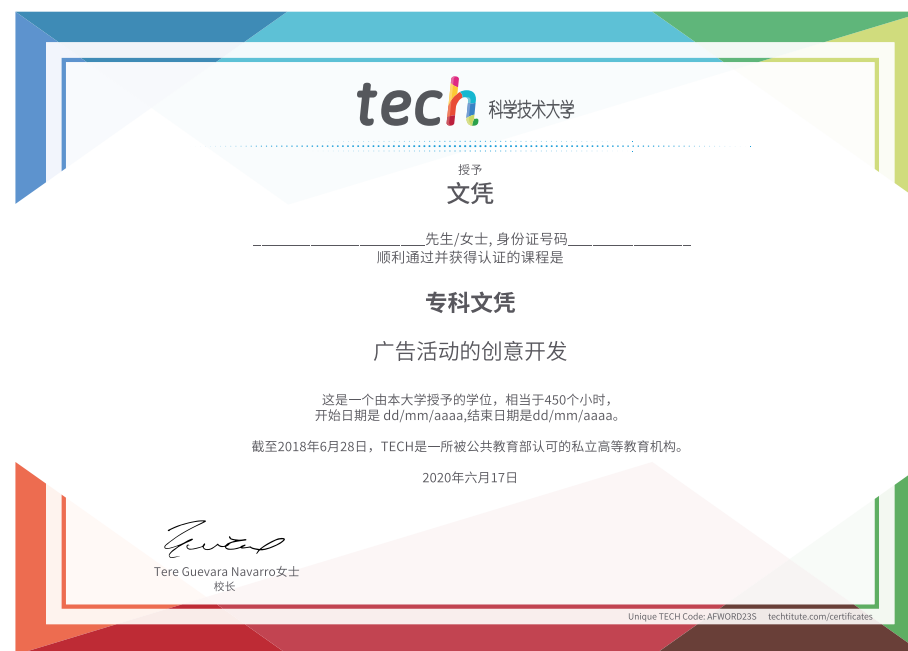 tech 科学技术大学
授予
文凭
______________________先生/女士, 身份证号码________________
顺利通过并获得认证的课程是
专科文凭
广告活动的创意开发
这是一个由本大学授予的学位，相当于450个小时，
开始日期是 dd/mm/aaaa,结束日期是dd/mm/aaaa。
截至2018年6月28日，TECH是一所被公共教育部认可的私立高等教育机构。
2020年六月17日
Tere Guevara Navarro女士
校长
Unique TECH Code: AFWORD23S techtitute.com/certificates